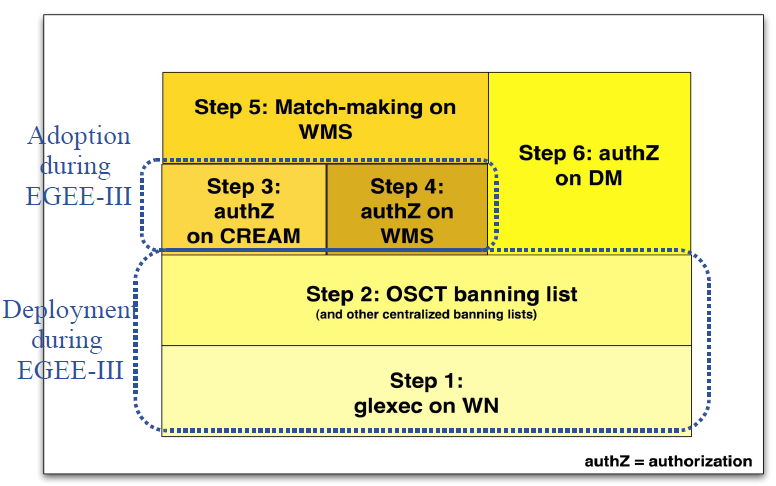 Step 5: Match-making on
WMS
Adoption
during
EGEE-III
Step 3:
authZ
on CREAM
Step 4:
authZ on
WMS
Step 6: authZ
on DM
Deployment
during
EGEE-III
Step 2: OSCT banning list
(and other centralized banning lists)
Step 1:
glexec on WN
authZ = authorization